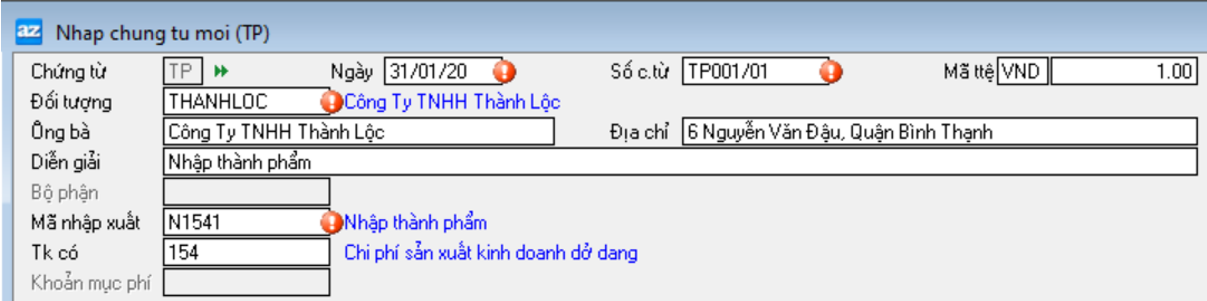 az Nhap chung tu moi (TP)
Chứng từ TP Ngày 31/01/20 Số c.từ TP001/01 Mã ttệ VND 1.00
Đối tượng THANHLOC Công Ty TNHH Thành Lộc
Ông bà Công Ty TNHH Thành Lộc Địa chỉ 6 Nguyễn Văn Đậu, Quận Bình Thạnh
Diễn giải Nhập thành phẩm
Bộ phận
Mã nhập xuất N1541 Nhập thành phẩm
Tk có 154 Chi phí sản xuất kinh doanh dở dang
Khoản mục phí